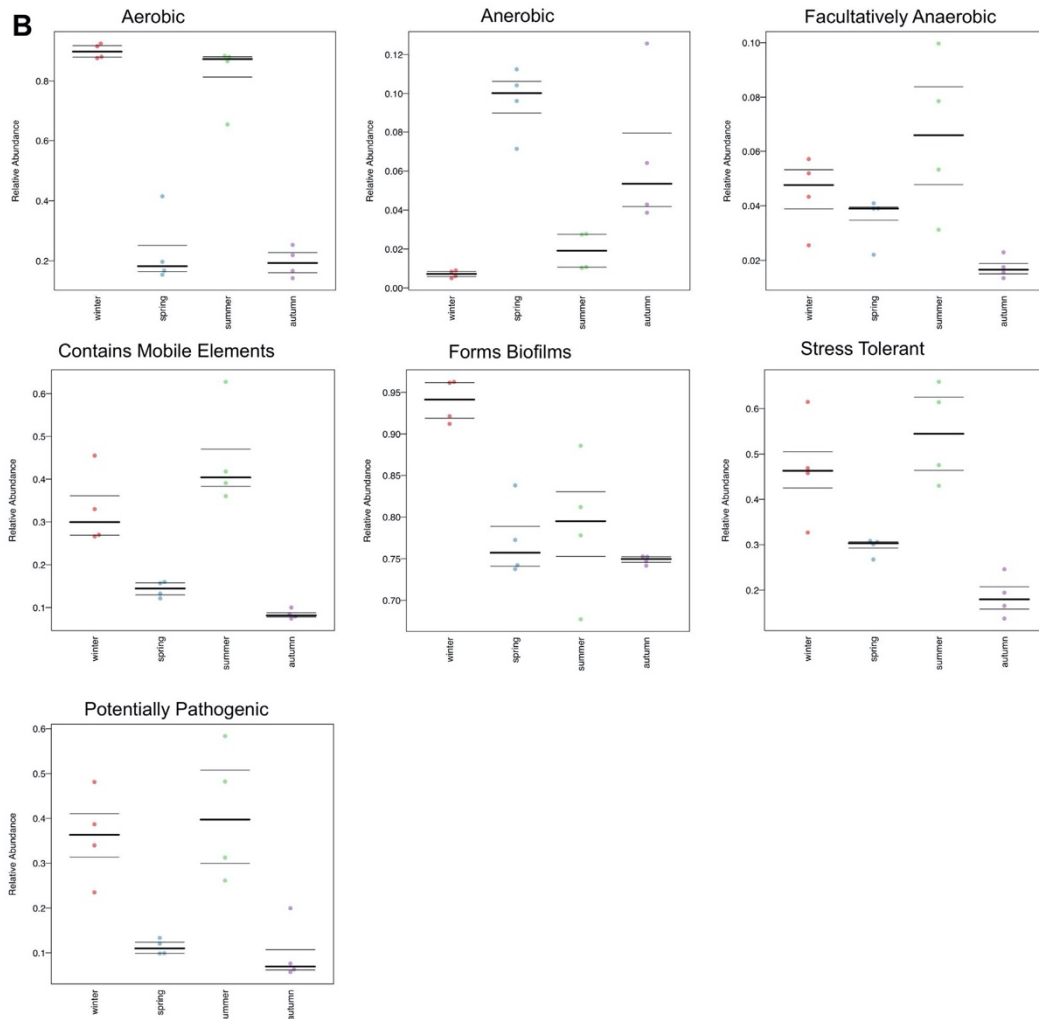 B
Aerobic
Relative Abundance
0.8
0.6
0.4
0.2
winter
spring
summer
autumn
Anerobic
Relative Abundance
0.12
0.10
0.08
0.06
0.04
0.02
0.00
winter
spring
summer
autumn
Facultatively Anaerobic
Relative Abundance
0.10
0.08
0.06
0.04
0.02
winter
spring
summer
autumn
Contains Mobile Elements
Relative Abundance
0.6
0.5
0.4
0.3
0.2
0.1
winter
spring
summer
autumn
Forms Biofilms
Relative Abundance
0.95
0.90
0.85
0.80
0.75
0.70
winter
spring
summer
autumn
Stress Tolerant
Relative Abundance
0.6
0.5
0.4
0.3
0.2
winter
spring
summer
autumn
Potentially Pathogenic
Relative Abundance
0.6
0.5
0.4
0.3
0.2
0.1
winter
spring
summer
autumn